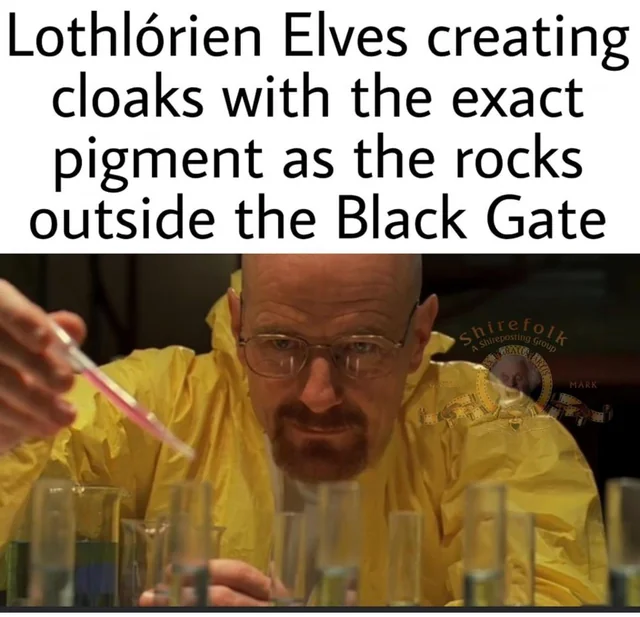 Lothlórien Elves creating
cloaks with the exact
pigment as the rocks
outside the Black Gate
Shirefolk
A Shireposting Group
MARK